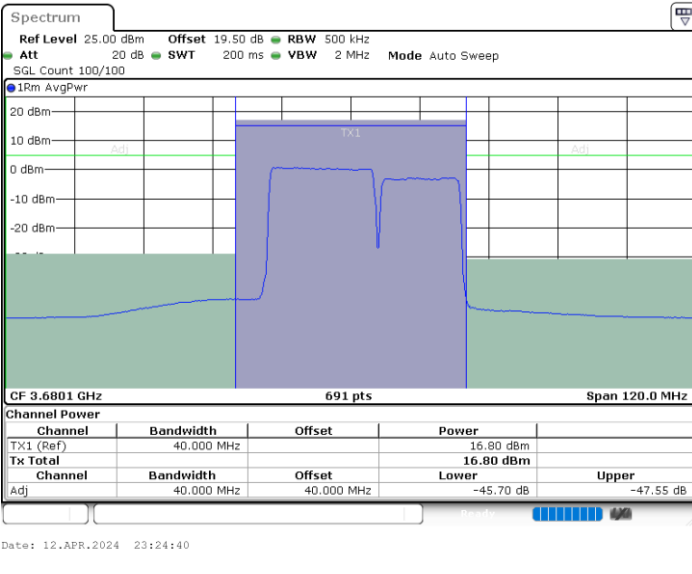 Spectrum
Ref Level 25.00 dBm Offset 19.50 dB RBW 500 kHz
Att 20 dB SWT 200 ms VBW 2 MHz Mode Auto Sweep
SGL Count 100/100
1Rm AvgPwr
20 dBm
TX1
10 dBm
Adj Adj
0 dBm
-10 dBm
-20 dBm
CF 3.6801 GHz 691 pts Span 120.0 MHz
Channel Power
Channel Bandwidth Offset Power
TX1 (Ref) 40.000 MHz 16.80 dBm
Tx Total 16.80 dBm
Channel Bandwidth Offset Lower Upper
Adj 40.000 MHz 40.000 MHz -45.70 dB -47.55 dB
Ready
Date: 12.APR.2024 23:24:40